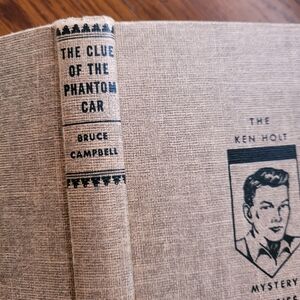 THE CLUE
OF THE
PHANTOM
CAR
BRUCE
CAMPBELL
THE
KEN HOLT
MYSTERY